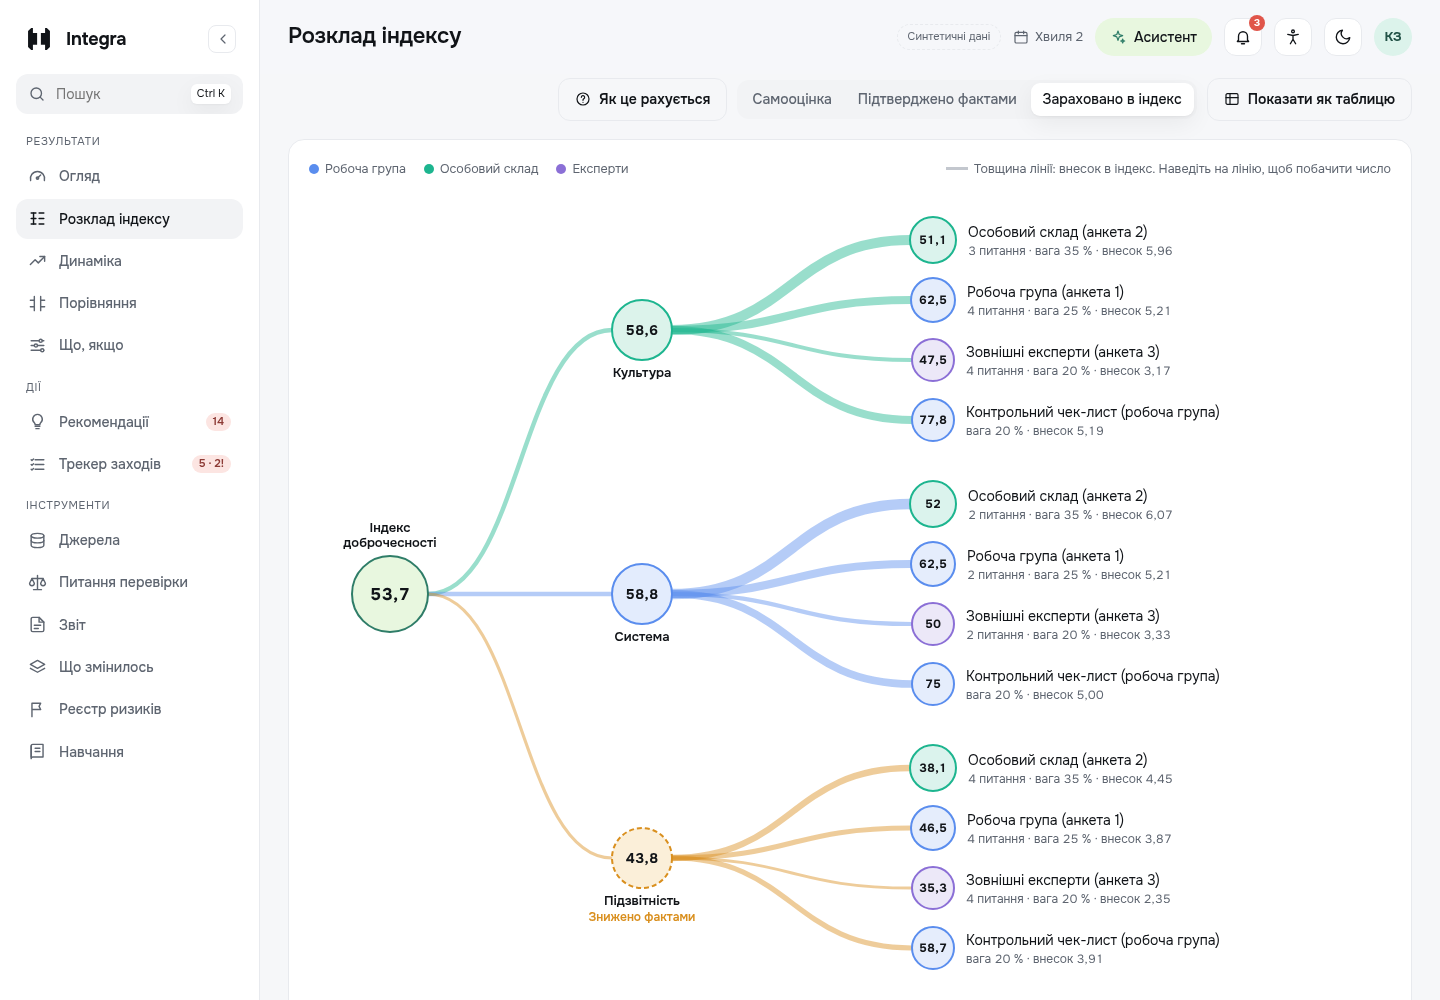 Integra
Пошук
Ctrl K
РЕЗУЛЬТАТИ
Огляд
Розклад індексу
Динаміка
Порівняння
Що, якщо
ДІЇ
Рекомендації
14
Трекер заходів
5 · 2!
ІНСТРУМЕНТИ
Джерела
Питання перевірки
Звіт
Що змінилось
Реєстр ризиків
Навчання
Розклад індексу
Синтетичні дані
Хвиля 2
Асистент
3
КЗ
Як це рахується
Самооцінка
Підтверджено фактами
Зараховано в індекс
Показати як таблицю
Робоча група
Особовий склад
Експерти
Товщина лінії: внесок в індекс. Наведіть на лінію, щоб побачити число
Індекс
доброчесності
53,7
58,6
Культура
51,1
Особовий склад (анкета 2)
3 питання · вага 35 % · внесок 5,96
62,5
Робоча група (анкета 1)
4 питання · вага 25 % · внесок 5,21
47,5
Зовнішні експерти (анкета 3)
4 питання · вага 20 % · внесок 3,17
77,8
Контрольний чек-лист (робоча група)
вага 20 % · внесок 5,19
58,8
Система
52
Особовий склад (анкета 2)
2 питання · вага 35 % · внесок 6,07
62,5
Робоча група (анкета 1)
2 питання · вага 25 % · внесок 5,21
50
Зовнішні експерти (анкета 3)
2 питання · вага 20 % · внесок 3,33
75
Контрольний чек-лист (робоча група)
вага 20 % · внесок 5,00
43,8
Підзвітність
Знижено фактами
38,1
Особовий склад (анкета 2)
4 питання · вага 35 % · внесок 4,45
46,5
Робоча група (анкета 1)
4 питання · вага 25 % · внесок 3,87
35,3
Зовнішні експерти (анкета 3)
4 питання · вага 20 % · внесок 2,35
58,7
Контрольний чек-лист (робоча група)
вага 20 % · внесок 3,91